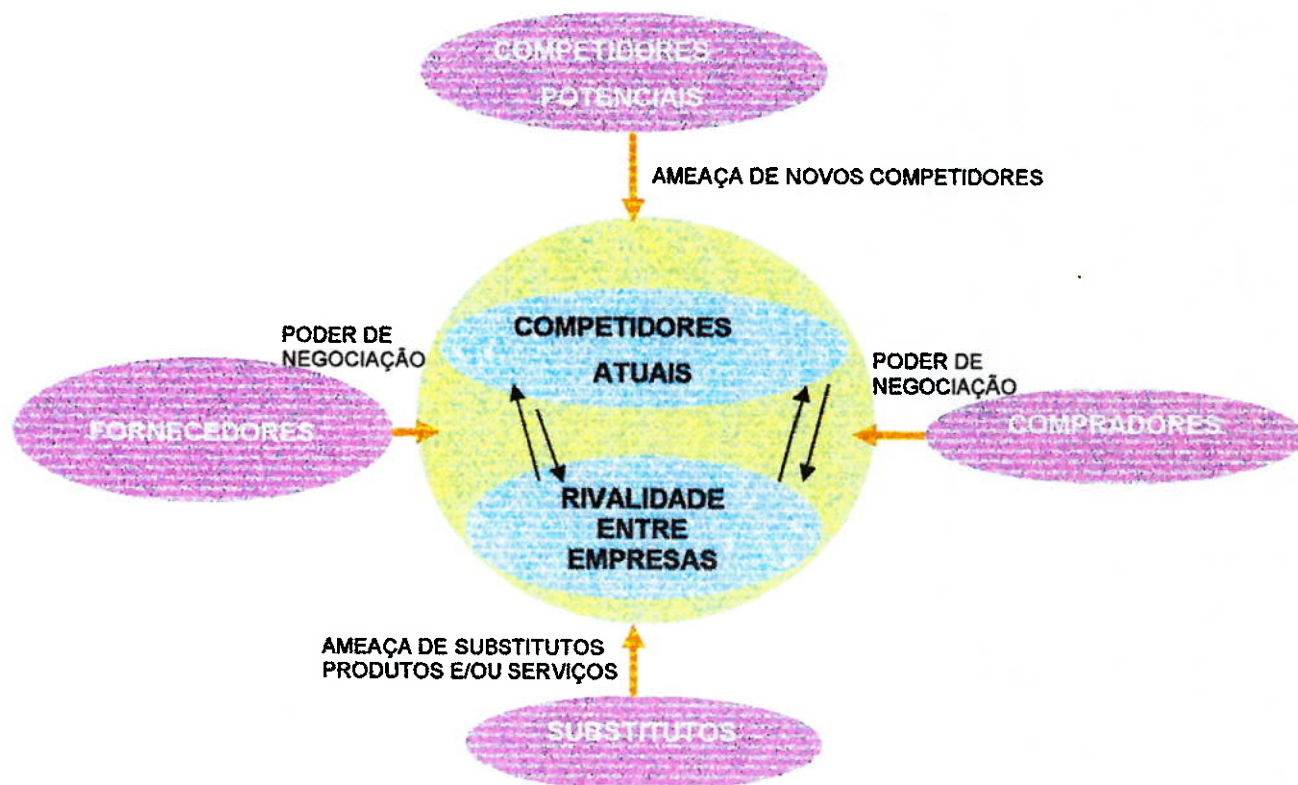 COMPETIDORES
POTENCIAIS
AMEAÇA DE NOVOS COMPETIDORES
PODER DE
NEGOCIAÇÃO
COMPETIDORES
ATUAIS
PODER DE
NEGOCIAÇÃO
FORNECEDORES
COMPRADORES
RIVALIDADE
ENTRE
EMPRESAS
AMEAÇA DE SUBSTITUTOS
PRODUTOS E/OU SERVIÇOS
SUBSTITUTOS